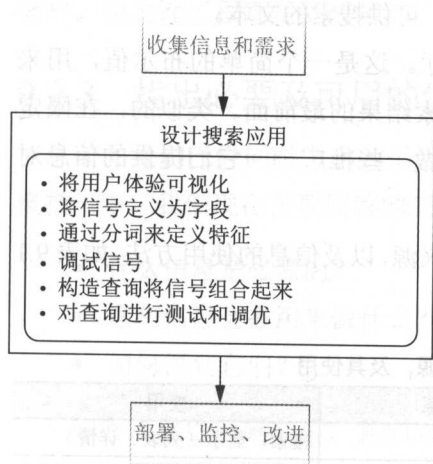 收集信息和需求
设计搜索应用
• 将用户体验可视化
• 将信号定义为字段
• 通过分词来定义特征
• 调试信号
• 构造查询将信号组合起来
• 对查询进行测试和调优
部署、监控、改进